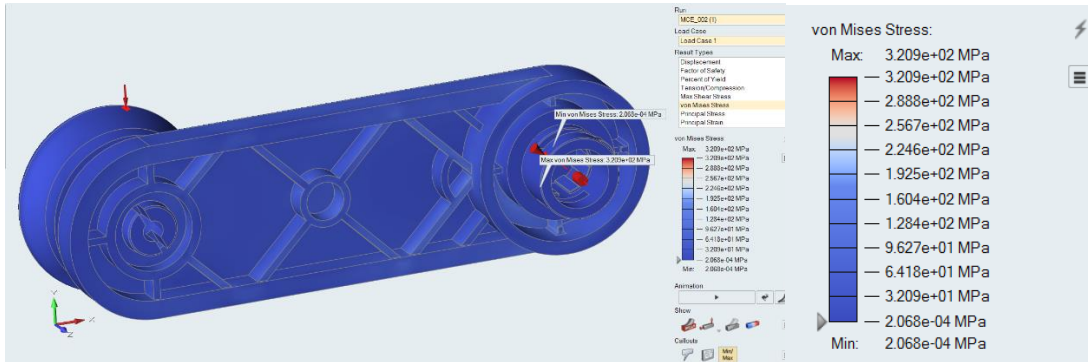 Run
MCE_002 (1)
Load Case
Load Case 1
Result Types
Displacement
Factor of Safety
Percent of Yield
Tension/Compression
Max Shear Stress
von Mises Stress
Principal Stress
Principal Strain
Min von Mises Stress: 2.068e-04 MPa
Max von Mises Stress: 3.209e+02 MPa
von Mises Stress:
Max: 3.209e+02 MPa
3.209e+02 MPa
2.888e+02 MPa
2.567e+02 MPa
2.246e+02 MPa
1.925e+02 MPa
1.604e+02 MPa
1.284e+02 MPa
9.627e+01 MPa
6.418e+01 MPa
3.209e+01 MPa
2.068e-04 MPa
Min: 2.068e-04 MPa
Animation
Show
Callouts
Min/
Max
Y
X
Z
von Mises Stress:
Max: 3.209e+02 MPa
3.209e+02 MPa
2.888e+02 MPa
2.567e+02 MPa
2.246e+02 MPa
1.925e+02 MPa
1.604e+02 MPa
1.284e+02 MPa
9.627e+01 MPa
6.418e+01 MPa
3.209e+01 MPa
2.068e-04 MPa
Min: 2.068e-04 MPa